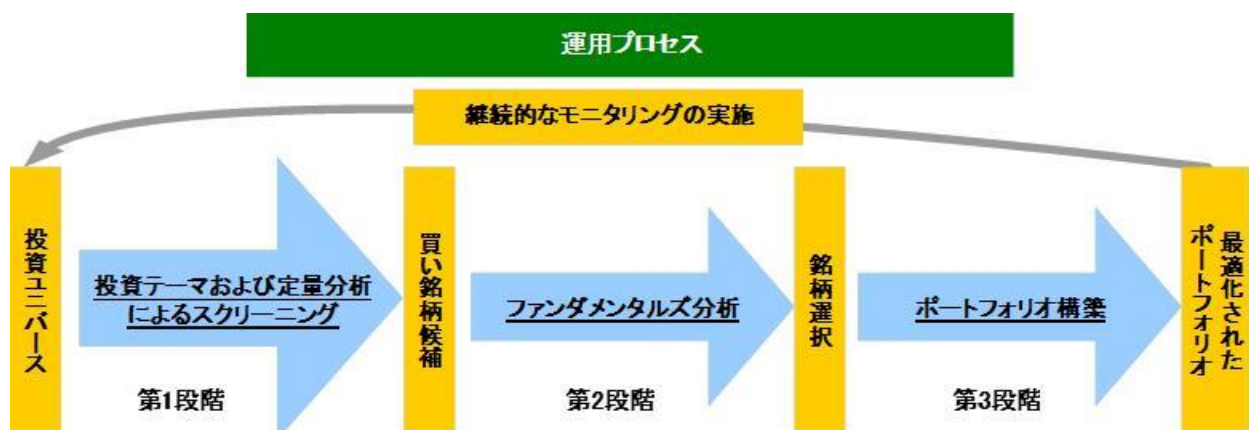 運用プロセス
継続的なモニタリングの実施
投資ユニバース
投資テーマおよび定量分析
によるスクリーニング
第1段階
買い銘柄候補
ファンダメンタルズ分析
第2段階
銘柄選択
ポートフォリオ構築
第3段階
最適化された
ポートフォリオ